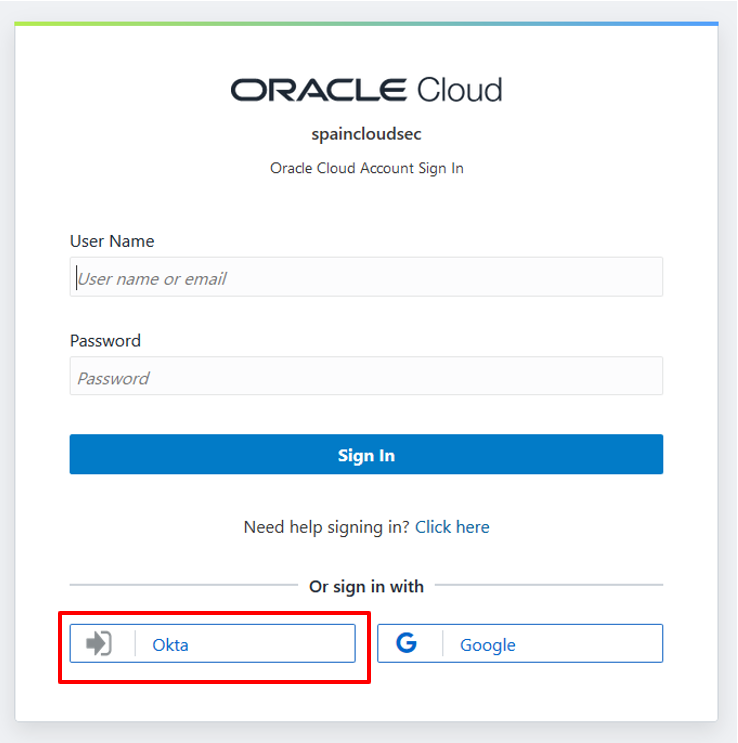 ORACLE Cloud
spaincloudsec
Oracle Cloud Account Sign In
User Name
User name or email
Password
Password
Sign In
Need help signing in? Click here
Or sign in with
Okta
G Google